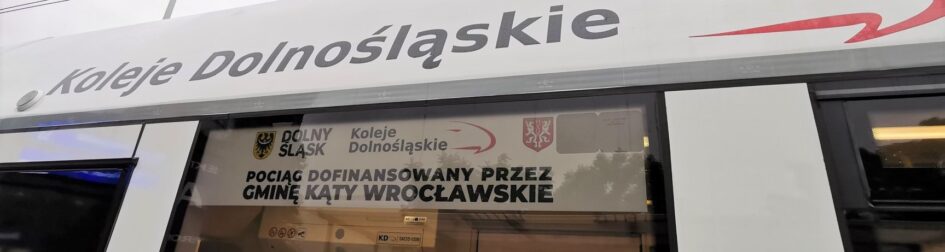 Koleje Dolnośląskie
DOLNY
ŚLĄSK
Koleje
Dolnośląskie
POCIĄG DOFINANSOWANY PRZEZ
GMINĘ KĄTY WROCŁAWSKIE
KD